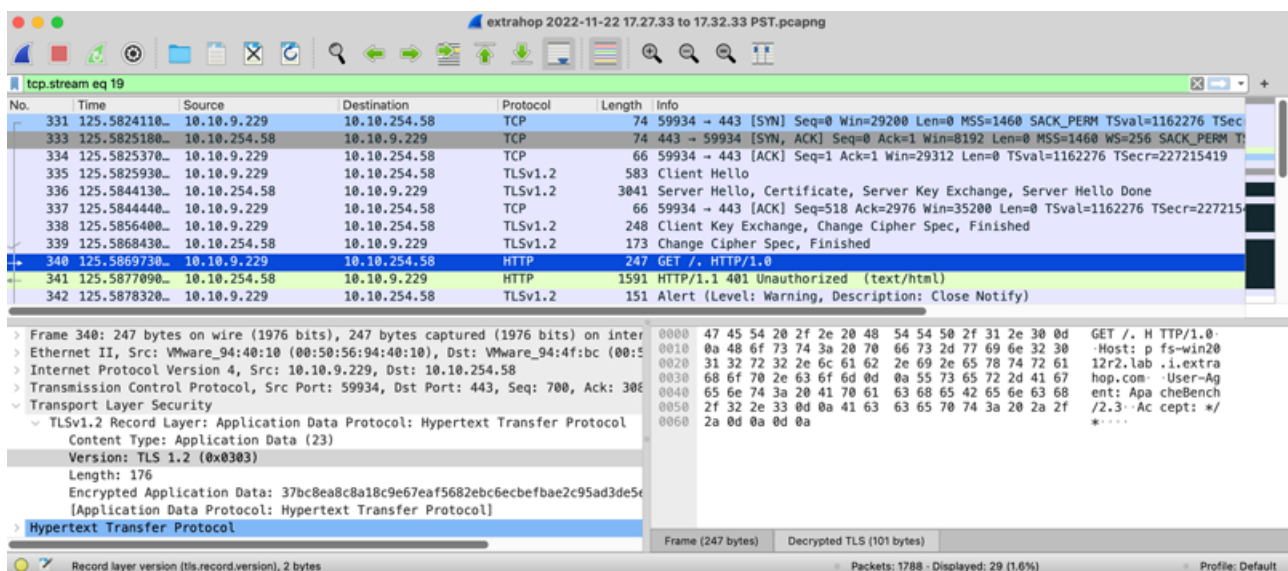 extrahop 2022-11-22 17.27.33 to 17.32.33 PST.pcapng
tcp.stream eq 19
No. Time Source Destination Protocol Length Info
331 125.5824110… 10.10.9.229 10.10.254.58 TCP 74 59934 → 443 [SYN] Seq=0 Win=29200 Len=0 MSS=1460 SACK_PERM TSval=1162276 TSec
333 125.5825180… 10.10.254.58 10.10.9.229 TCP 74 443 → 59934 [SYN, ACK] Seq=0 Ack=1 Win=8192 Len=0 MSS=1460 WS=256 SACK_PERM T
334 125.5825370… 10.10.9.229 10.10.254.58 TCP 66 59934 → 443 [ACK] Seq=1 Ack=1 Win=29312 Len=0 TSval=1162276 TSecr=227215419
335 125.5825930… 10.10.9.229 10.10.254.58 TLSv1.2 583 Client Hello
336 125.5844130… 10.10.254.58 10.10.9.229 TLSv1.2 3041 Server Hello, Certificate, Server Key Exchange, Server Hello Done
337 125.5844440… 10.10.9.229 10.10.254.58 TCP 66 59934 → 443 [ACK] Seq=518 Ack=2976 Win=35200 Len=0 TSval=1162276 TSecr=2272154
338 125.5856400… 10.10.9.229 10.10.254.58 TLSv1.2 248 Client Key Exchange, Change Cipher Spec, Finished
339 125.5868430… 10.10.254.58 10.10.9.229 TLSv1.2 173 Change Cipher Spec, Finished
340 125.5869730… 10.10.9.229 10.10.254.58 HTTP 247 GET /. HTTP/1.0
341 125.5877090… 10.10.254.58 10.10.9.229 HTTP 1591 HTTP/1.1 401 Unauthorized (text/html)
342 125.5878320… 10.10.9.229 10.10.254.58 TLSv1.2 151 Alert (Level: Warning, Description: Close Notify)
Frame 340: 247 bytes on wire (1976 bits), 247 bytes captured (1976 bits) on inter
Ethernet II, Src: VMware_94:40:10 (00:50:56:94:40:10), Dst: VMware_94:4f:bc (00:5
Internet Protocol Version 4, Src: 10.10.9.229, Dst: 10.10.254.58
Transmission Control Protocol, Src Port: 59934, Dst Port: 443, Seq: 700, Ack: 308
Transport Layer Security
TLSv1.2 Record Layer: Application Data Protocol: Hypertext Transfer Protocol
Content Type: Application Data (23)
Version: TLS 1.2 (0x0303)
Length: 176
Encrypted Application Data: 37bc8ea8c8a18c9e67eaf5682ebc6ecbefbae2c95ad3de5e
[Application Data Protocol: Hypertext Transfer Protocol]
Hypertext Transfer Protocol
0000 47 45 54 20 2f 2e 20 48 54 54 50 2f 31 2e 30 0d GET /. H TTP/1.0·
0010 0a 48 6f 73 74 3a 20 70 66 73 2d 77 69 6e 32 30 ·Host: p fs-win20
0020 31 32 72 32 2e 6c 61 62 2e 69 2e 65 78 74 72 61 12r2.lab .i.extra
0030 68 6f 70 2e 63 6f 6d 0d 0a 55 73 65 72 2d 41 67 hop.com· ·User-Ag
0040 65 6e 74 3a 20 41 70 61 63 68 65 42 65 6e 63 68 ent: Apa cheBench
0050 2f 32 2e 33 0d 0a 41 63 63 65 70 74 3a 20 2a 2f /2.3··Ac cept: */
0060 2a 0d 0a 0d 0a *····
Frame (247 bytes) Decrypted TLS (101 bytes)
Record layer version (tls.record.version), 2 bytes Packets: 1788 · Displayed: 29 (1.6%) Profile: Default